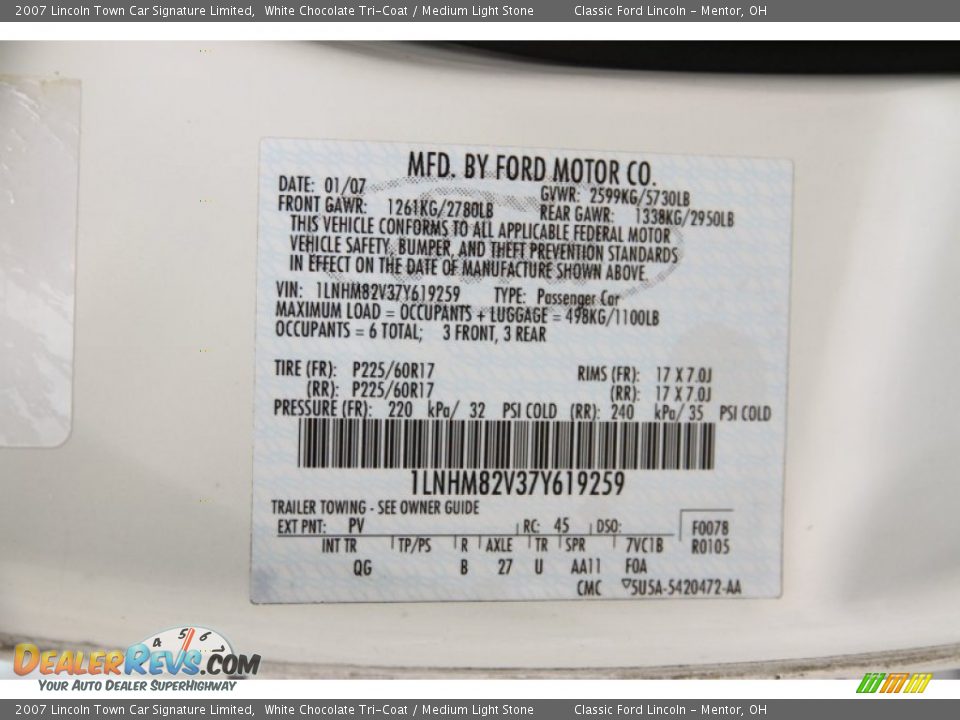 2007 Lincoln Town Car Signature Limited, White Chocolate Tri-Coat / Medium Light Stone Classic Ford Lincoln - Mentor, OH
MFD. BY FORD MOTOR CO.
DATE: 01/07 GVWR: 2599KG/5730LB
FRONT GAWR: 1261KG/2780LB REAR GAWR: 1338KG/2950LB
THIS VEHICLE CONFORMS TO ALL APPLICABLE FEDERAL MOTOR
VEHICLE SAFETY, BUMPER, AND THEFT PREVENTION STANDARDS
IN EFFECT ON THE DATE OF MANUFACTURE SHOWN ABOVE.
VIN: 1LNHM82V37Y619259 TYPE: Passenger Car
MAXIMUM LOAD = OCCUPANTS + LUGGAGE = 498KG/1100LB
OCCUPANTS = 6 TOTAL; 3 FRONT, 3 REAR
TIRE (FR): P225/60R17 RIMS (FR): 17 X 7.0J
(RR): P225/60R17 (RR): 17 X 7.0J
PRESSURE (FR): 220 kPa/ 32 PSI COLD (RR): 240 kPa/ 35 PSI COLD
1LNHM82V37Y619259
TRAILER TOWING - SEE OWNER GUIDE
EXT PNT: PV RC: 45 DSO: F0078
INT TR TP/PS R AXLE TR SPR 7VC1B R0105
QG B 27 U AA11 F0A
CMC 5U5A-5420472-AA
4 5 6 7
DEALERREVS.COM
YOUR AUTO DEALER SUPERHIGHWAY
2007 Lincoln Town Car Signature Limited, White Chocolate Tri-Coat / Medium Light Stone Classic Ford Lincoln - Mentor, OH